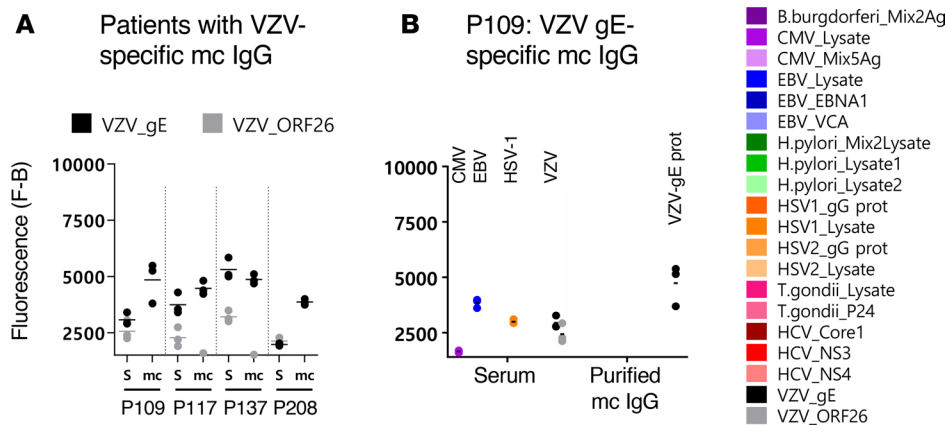 A
Patients with VZV-
specific mc IgG
VZV_gE
VZV_ORF26
Fluorescence (F-B)
10000
7500
5000
2500
S mc S mc S mc S mc
P109 P117 P137 P208
B
P109: VZV gE-
specific mc IgG
10000
7500
5000
2500
CMV
EBV
HSV-1
VZV
VZV-gE prot
Serum
Purified
mc IgG
B.burgdorferi_Mix2Ag
CMV_Lysate
CMV_Mix5Ag
EBV_Lysate
EBV_EBNA1
EBV_VCA
H.pylori_Mix2Lysate
H.pylori_Lysate1
H.pylori_Lysate2
HSV1_gG prot
HSV1_Lysate
HSV2_gG prot
HSV2_Lysate
T.gondii_Lysate
T.gondii_P24
HCV_Core1
HCV_NS3
HCV_NS4
VZV_gE
VZV_ORF26